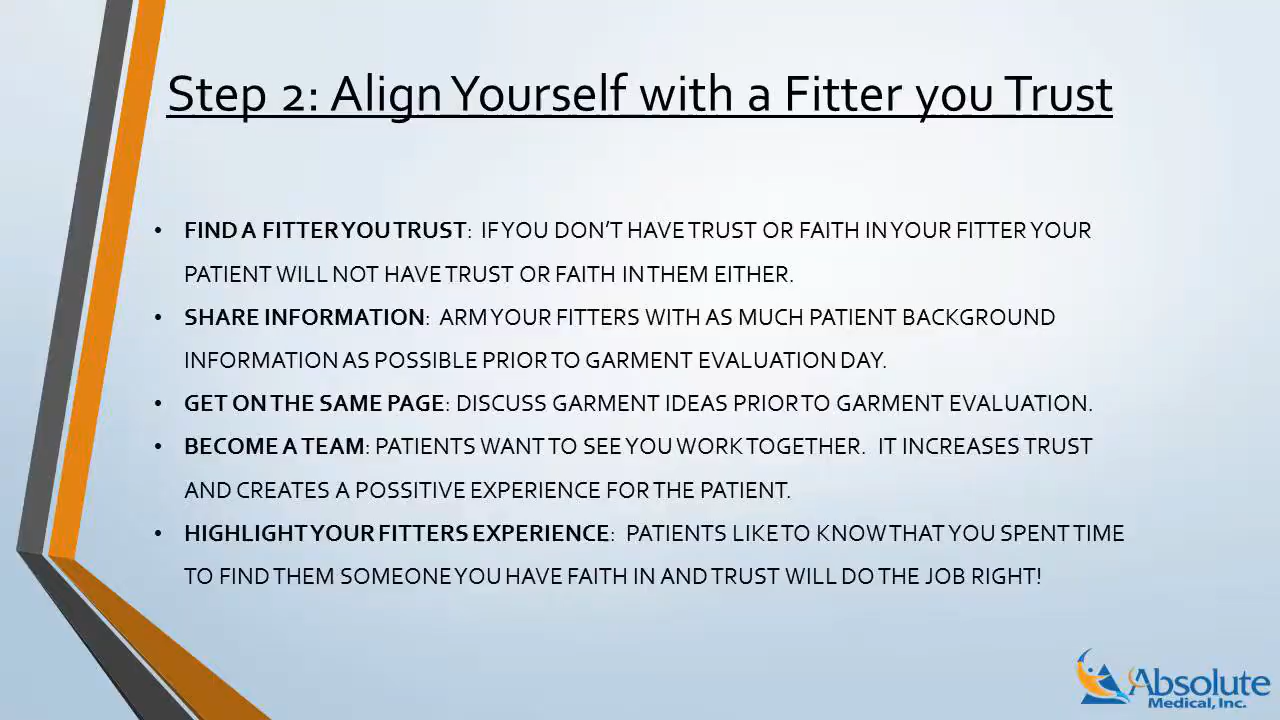 Step 2: Align Yourself with a Fitter you Trust
• FIND A FITTER YOU TRUST: IF YOU DON’T HAVE TRUST OR FAITH IN YOUR FITTER YOUR
PATIENT WILL NOT HAVE TRUST OR FAITH IN THEM EITHER.
• SHARE INFORMATION: ARM YOUR FITTERS WITH AS MUCH PATIENT BACKGROUND
INFORMATION AS POSSIBLE PRIOR TO GARMENT EVALUATION DAY.
• GET ON THE SAME PAGE: DISCUSS GARMENT IDEAS PRIOR TO GARMENT EVALUATION.
• BECOME A TEAM: PATIENTS WANT TO SEE YOU WORK TOGETHER. IT INCREASES TRUST
AND CREATES A POSSITIVE EXPERIENCE FOR THE PATIENT.
• HIGHLIGHT YOUR FITTERS EXPERIENCE: PATIENTS LIKE TO KNOW THAT YOU SPENT TIME
TO FIND THEM SOMEONE YOU HAVE FAITH IN AND TRUST WILL DO THE JOB RIGHT!
Absolute
Medical, Inc.